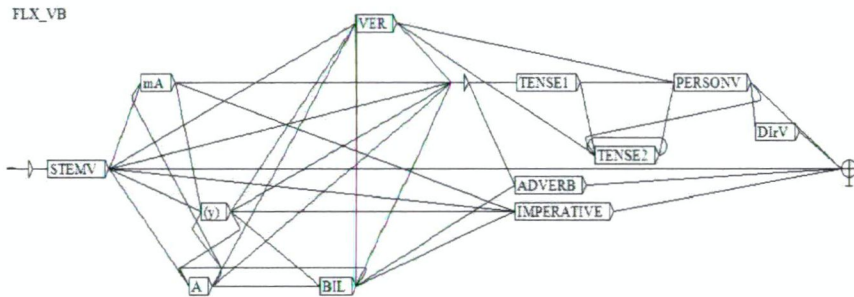 FLX_VB
VER
mA
TENSE1
PERSONV
DIrV
TENSE2
STEMV
ADVERB
(y)
IMPERATIVE
A
BIL